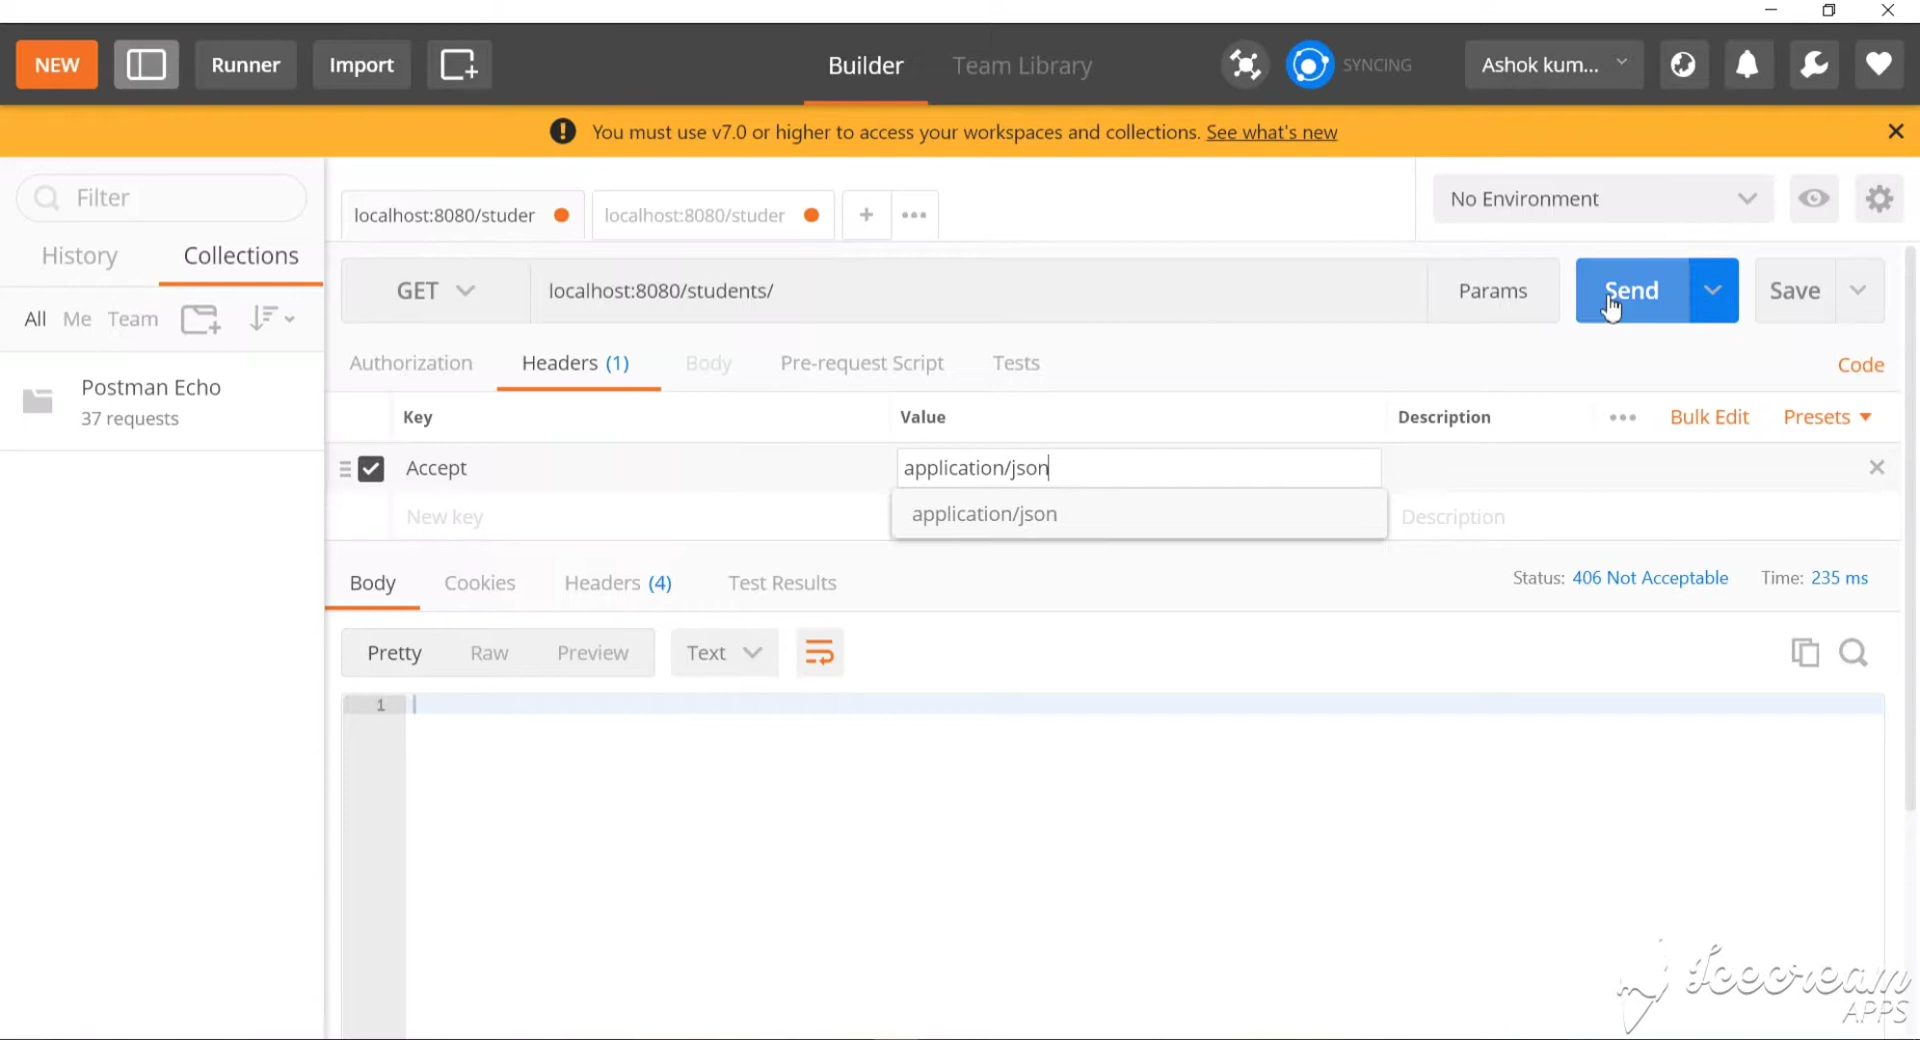 NEW
Runner
Import
Builder
Team Library
SYNCING
Ashok kum...
You must use v7.0 or higher to access your workspaces and collections. See what's new
Filter
History
Collections
All
Me
Team
Postman Echo
37 requests
localhost:8080/studer
localhost:8080/studer
No Environment
GET
localhost:8080/students/
Params
Send
Save
Authorization
Headers (1)
Body
Pre-request Script
Tests
Code
Key
Value
Description
Bulk Edit
Presets
Accept
application/json
New key
application/json
Description
Body
Cookies
Headers (4)
Test Results
Status: 406 Not Acceptable
Time: 235 ms
Pretty
Raw
Preview
Text
1
Icecream
APPS